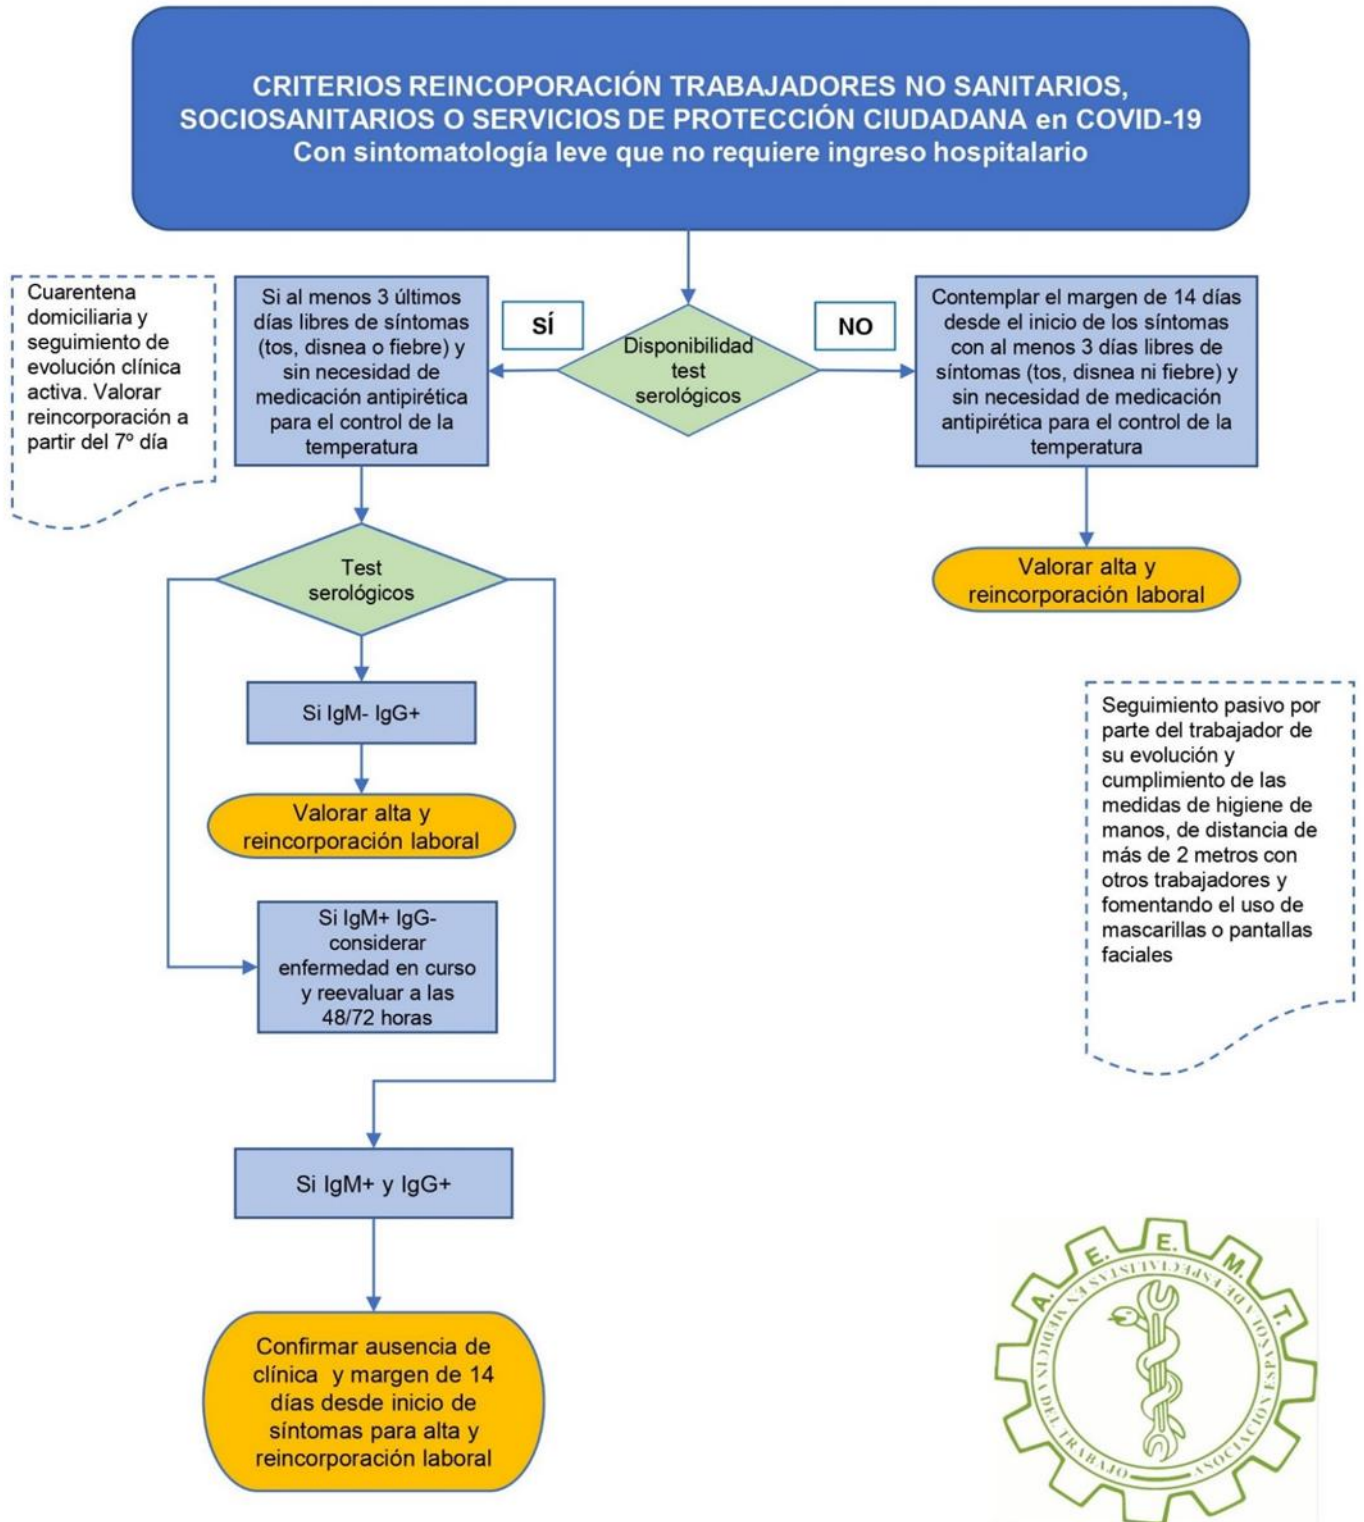 CRITERIOS REINCOPORACIÓN TRABAJADORES NO SANITARIOS,
SOCIOSANITARIOS O SERVICIOS DE PROTECCIÓN CIUDADANA en COVID-19
Con sintomatología leve que no requiere ingreso hospitalario
Cuarentena
domiciliaria y
seguimiento de
evolución clínica
activa. Valorar
reincorporación a
partir del 7º día
Si al menos 3 últimos
días libres de síntomas
(tos, disnea o fiebre) y
sin necesidad de
medicación antipirética
para el control de la
temperatura
SÍ
Disponibilidad
test
serológicos
NO
Contemplar el margen de 14 días
desde el inicio de los síntomas
con al menos 3 días libres de
síntomas (tos, disnea ni fiebre) y
sin necesidad de medicación
antipirética para el control de la
temperatura
Test
serológicos
Valorar alta y
reincorporación laboral
Si IgM- IgG+
Valorar alta y
reincorporación laboral
Si IgM+ IgG-
considerar
enfermedad en curso
y reevaluar a las
48/72 horas
Seguimiento pasivo por
parte del trabajador de
su evolución y
cumplimiento de las
medidas de higiene de
manos, de distancia de
más de 2 metros con
otros trabajadores y
fomentando el uso de
mascarillas o pantallas
faciales
Si IgM+ y IgG+
Confirmar ausencia de
clínica y margen de 14
días desde inicio de
síntomas para alta y
reincorporación laboral
A. E. E. M. T.
ASOCIACIÓN ESPAÑOLA DE ESPECIALISTAS EN MEDICINA DEL TRABAJO